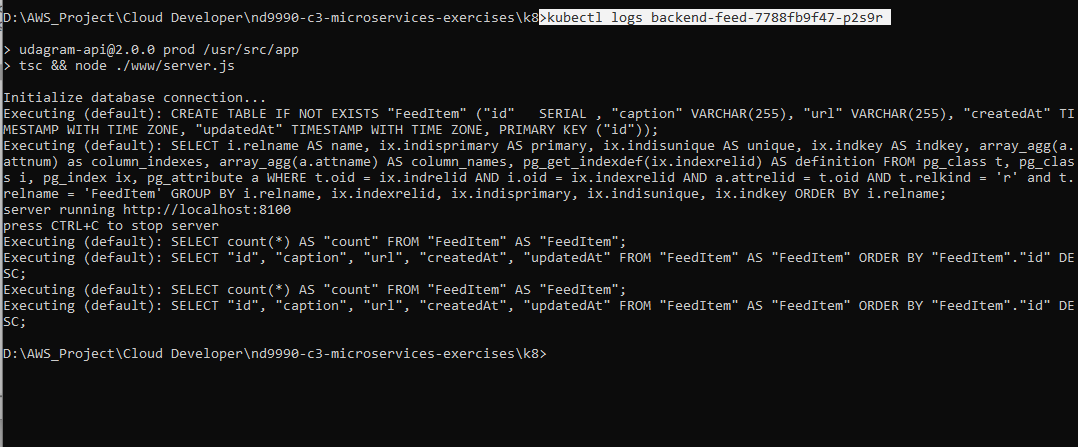 D:\AWS_Project\Cloud Developer\nd9990-c3-microservices-exercises\k8>kubectl logs backend-feed-7788fb9f47-p2s9r
> udagram-api@2.0.0 prod /usr/src/app
> tsc && node ./www/server.js
Initialize database connection...
Executing (default): CREATE TABLE IF NOT EXISTS "FeedItem" ("id"   SERIAL , "caption" VARCHAR(255), "url" VARCHAR(255), "createdAt" TI
MESTAMP WITH TIME ZONE, "updatedAt" TIMESTAMP WITH TIME ZONE, PRIMARY KEY ("id"));
Executing (default): SELECT i.relname AS name, ix.indisprimary AS primary, ix.indisunique AS unique, ix.indkey AS indkey, array_agg(a.
attnum) as column_indexes, array_agg(a.attname) AS column_names, pg_get_indexdef(ix.indexrelid) AS definition FROM pg_class t, pg_clas
s i, pg_index ix, pg_attribute a WHERE t.oid = ix.indrelid AND i.oid = ix.indexrelid AND a.attrelid = t.oid AND t.relkind = 'r' and t.
relname = 'FeedItem' GROUP BY i.relname, ix.indexrelid, ix.indisprimary, ix.indisunique, ix.indkey ORDER BY i.relname;
server running http://localhost:8100
press CTRL+C to stop server
Executing (default): SELECT count(*) AS "count" FROM "FeedItem" AS "FeedItem";
Executing (default): SELECT "id", "caption", "url", "createdAt", "updatedAt" FROM "FeedItem" AS "FeedItem" ORDER BY "FeedItem"."id" DE
SC;
Executing (default): SELECT count(*) AS "count" FROM "FeedItem" AS "FeedItem";
Executing (default): SELECT "id", "caption", "url", "createdAt", "updatedAt" FROM "FeedItem" AS "FeedItem" ORDER BY "FeedItem"."id" DE
SC;
D:\AWS_Project\Cloud Developer\nd9990-c3-microservices-exercises\k8>